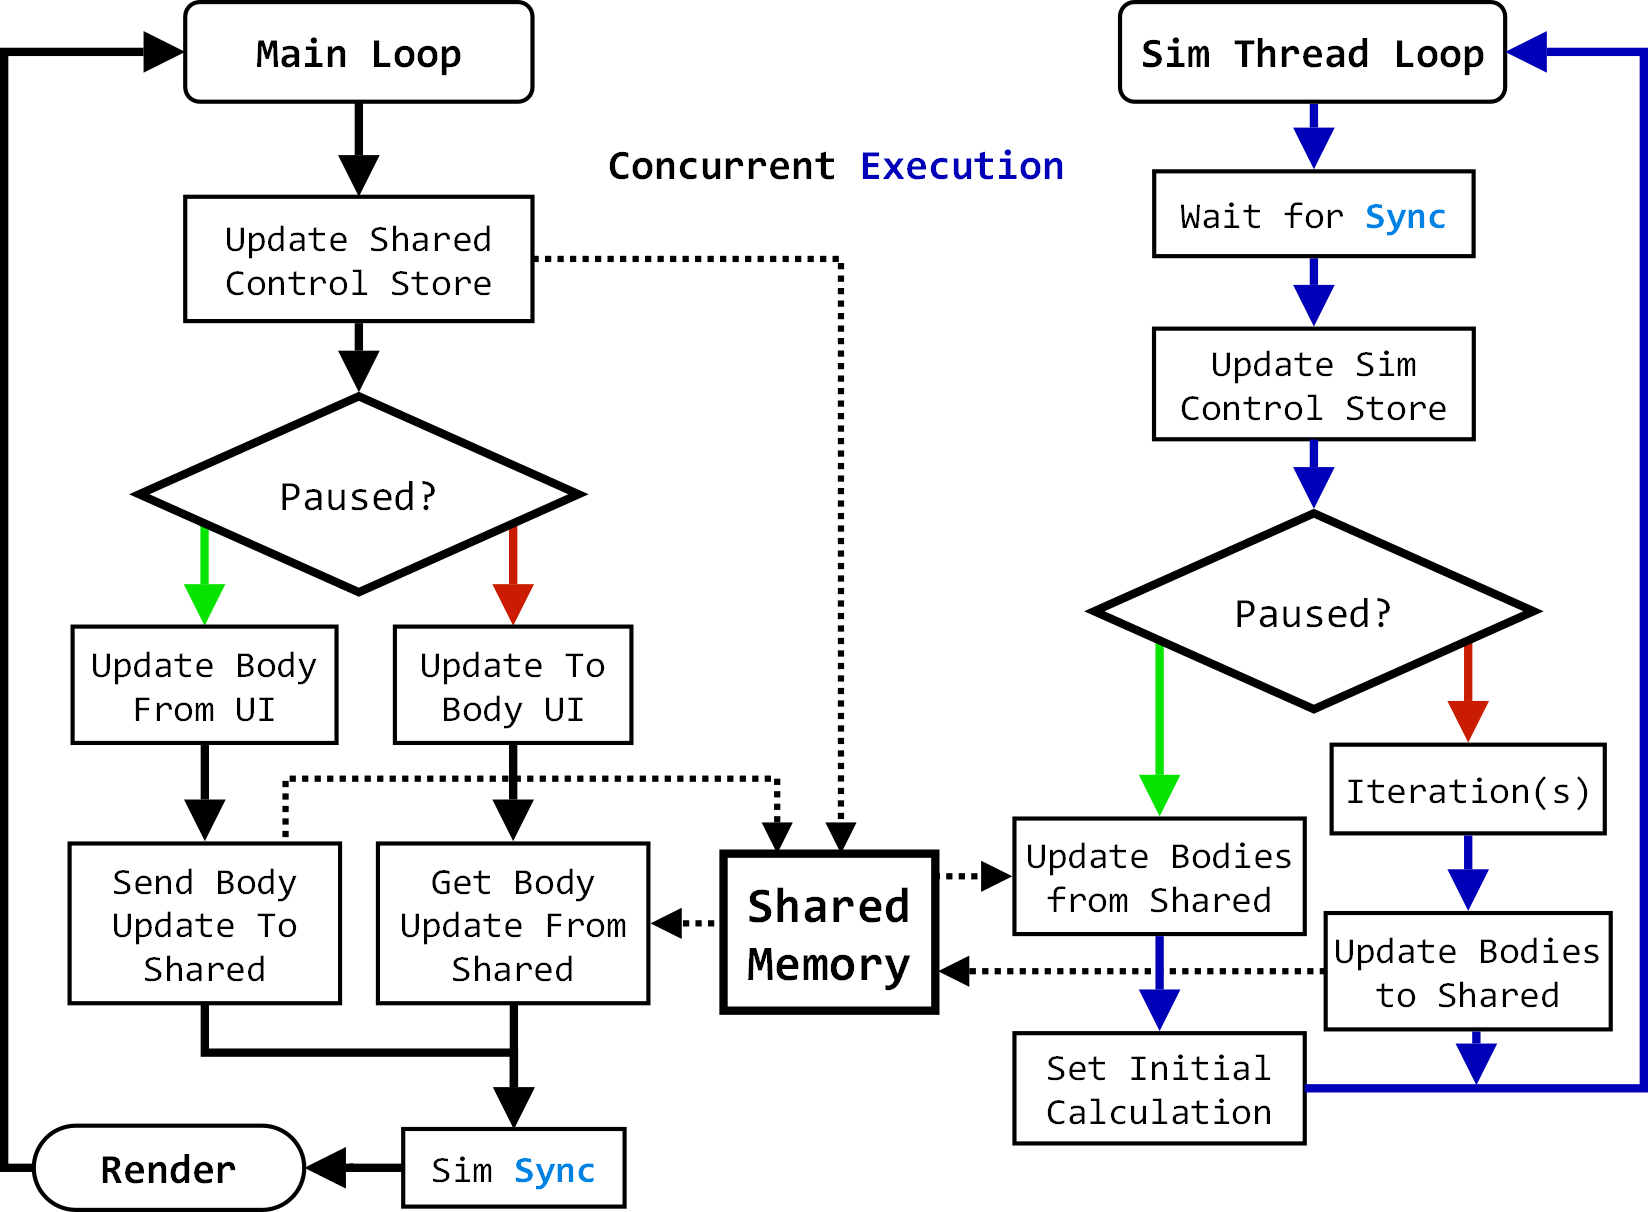 Main Loop
Sim Thread Loop
Concurrent Execution
Wait for Sync
Update Shared
Control Store
Update Sim
Control Store
Paused?
Paused?
Update Body
From UI
Update To
Body UI
Iteration(s)
Send Body
Update To
Shared
Get Body
Update From
Shared
Shared
Memory
Update Bodies
from Shared
Update Bodies
to Shared
Set Initial
Calculation
Render
Sim Sync